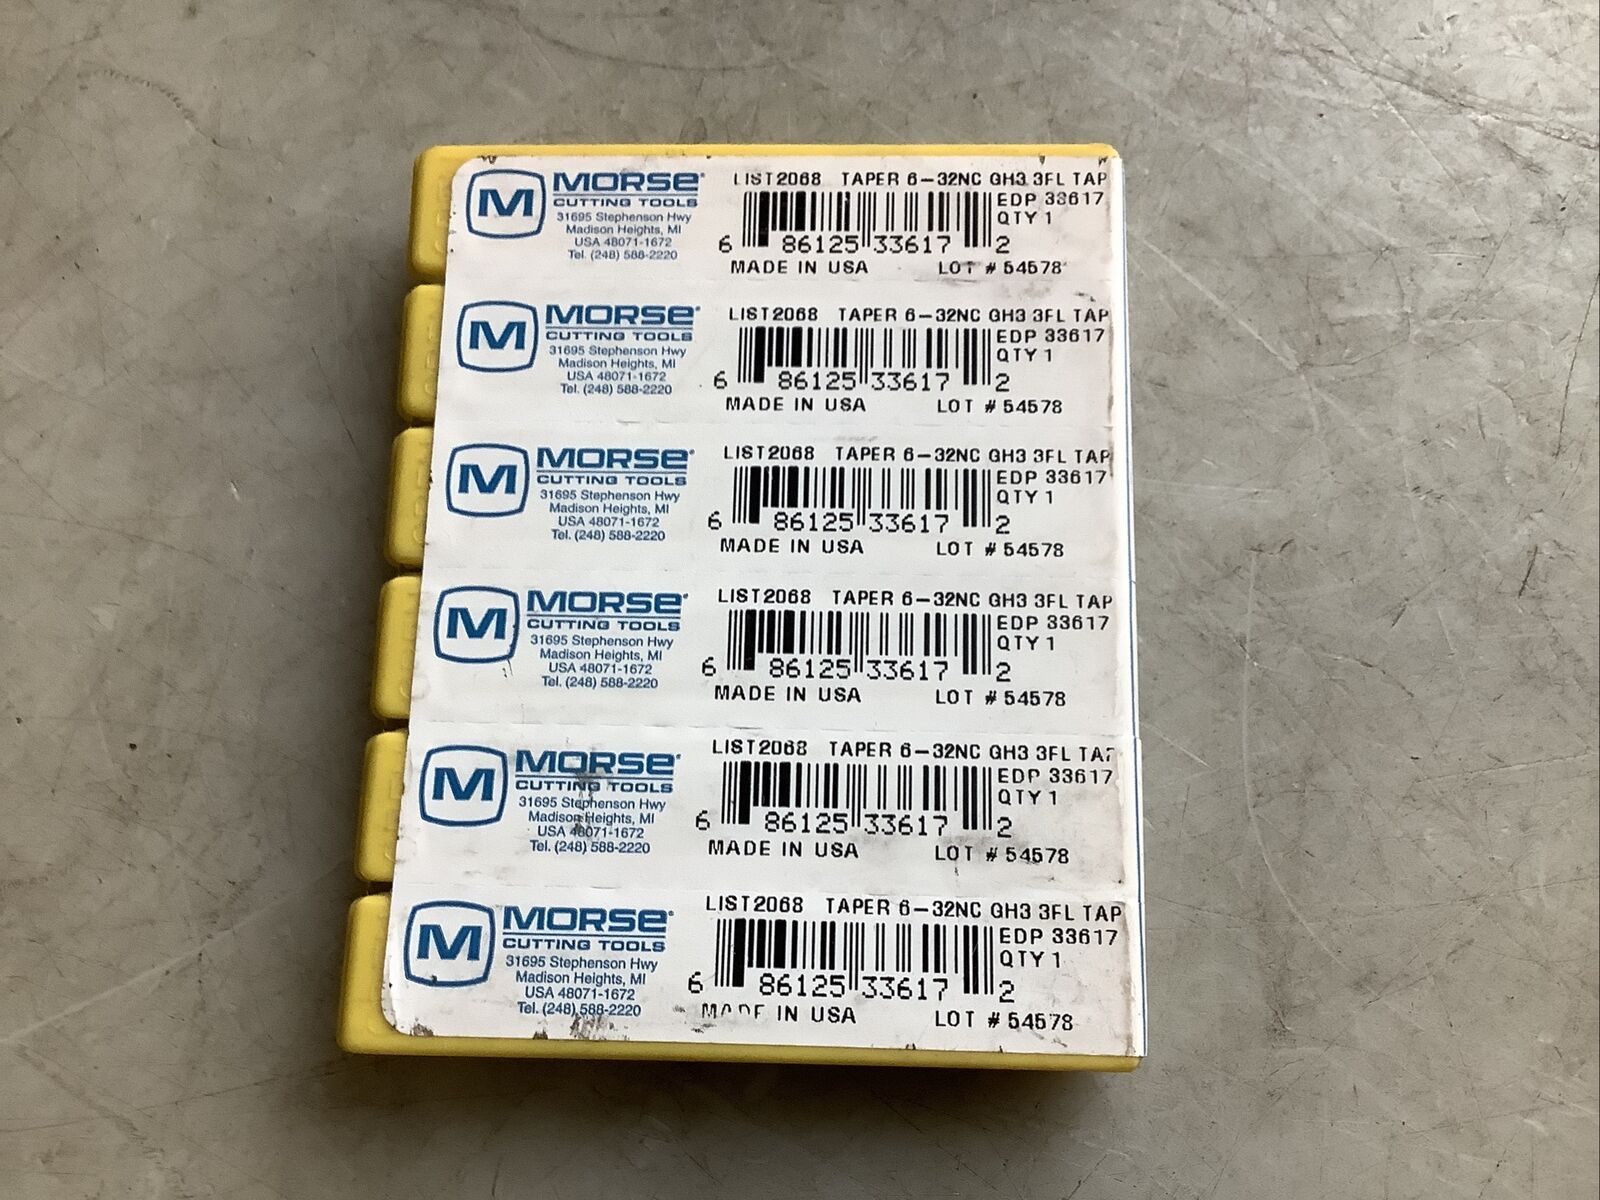 M MORSE®
CUTTING TOOLS
31695 Stephenson Hwy
Madison Heights, MI
USA 48071-1672
Tel. (248) 588-2220
LIST2068 TAPER 6-32NC GH3 3FL TAP
EDP 33617
QTY 1
6 86125 33617 2
MADE IN USA LOT # 54578
M MORSE®
CUTTING TOOLS
31695 Stephenson Hwy
Madison Heights, MI
USA 48071-1672
Tel. (248) 588-2220
LIST2068 TAPER 6-32NC GH3 3FL TAP
EDP 33617
QTY 1
6 86125 33617 2
MADE IN USA LOT # 54578
M MORSE®
CUTTING TOOLS
31695 Stephenson Hwy
Madison Heights, MI
USA 48071-1672
Tel. (248) 588-2220
LIST2068 TAPER 6-32NC GH3 3FL TAP
EDP 33617
QTY 1
6 86125 33617 2
MADE IN USA LOT # 54578
M MORSE®
CUTTING TOOLS
31695 Stephenson Hwy
Madison Heights, MI
USA 48071-1672
Tel. (248) 588-2220
LIST2068 TAPER 6-32NC GH3 3FL TAP
EDP 33617
QTY 1
6 86125 33617 2
MADE IN USA LOT # 54578
M MORSE®
CUTTING TOOLS
31695 Stephenson Hwy
Madison Heights, MI
USA 48071-1672
Tel. (248) 588-2220
LIST2068 TAPER 6-32NC GH3 3FL TAP
EDP 33617
QTY 1
6 86125 33617 2
MADE IN USA LOT # 54578
M MORSE®
CUTTING TOOLS
31695 Stephenson Hwy
Madison Heights, MI
USA 48071-1672
Tel. (248) 588-2220
LIST2068 TAPER 6-32NC GH3 3FL TAP
EDP 33617
QTY 1
6 86125 33617 2
MADE IN USA LOT # 54578